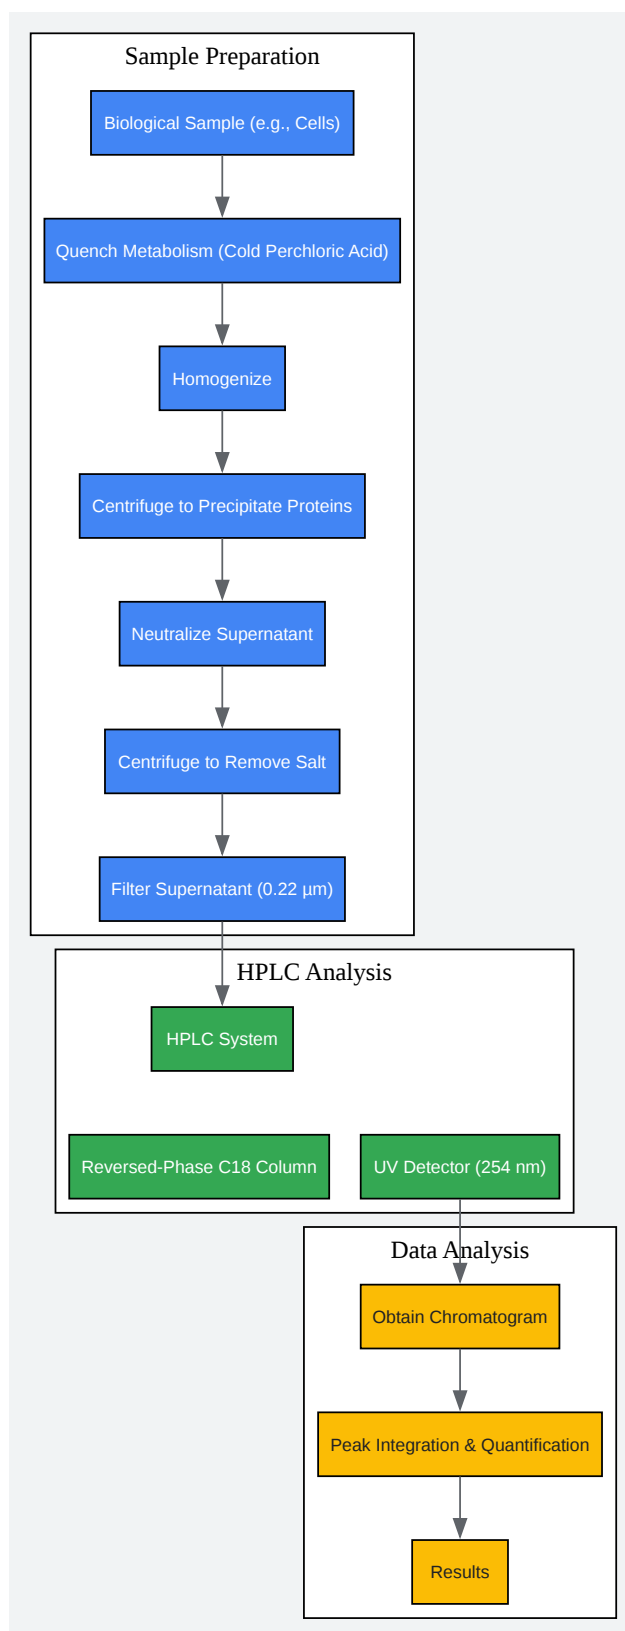 Sample Preparation
Biological Sample (e.g., Cells)
Quench Metabolism (Cold Perchloric Acid)
Homogenize
Centrifuge to Precipitate Proteins
Neutralize Supernatant
Centrifuge to Remove Salt
Filter Supernatant (0.22 µm)
HPLC Analysis
HPLC System
Reversed-Phase C18 Column
UV Detector (254 nm)
Data Analysis
Obtain Chromatogram
Peak Integration & Quantification
Results